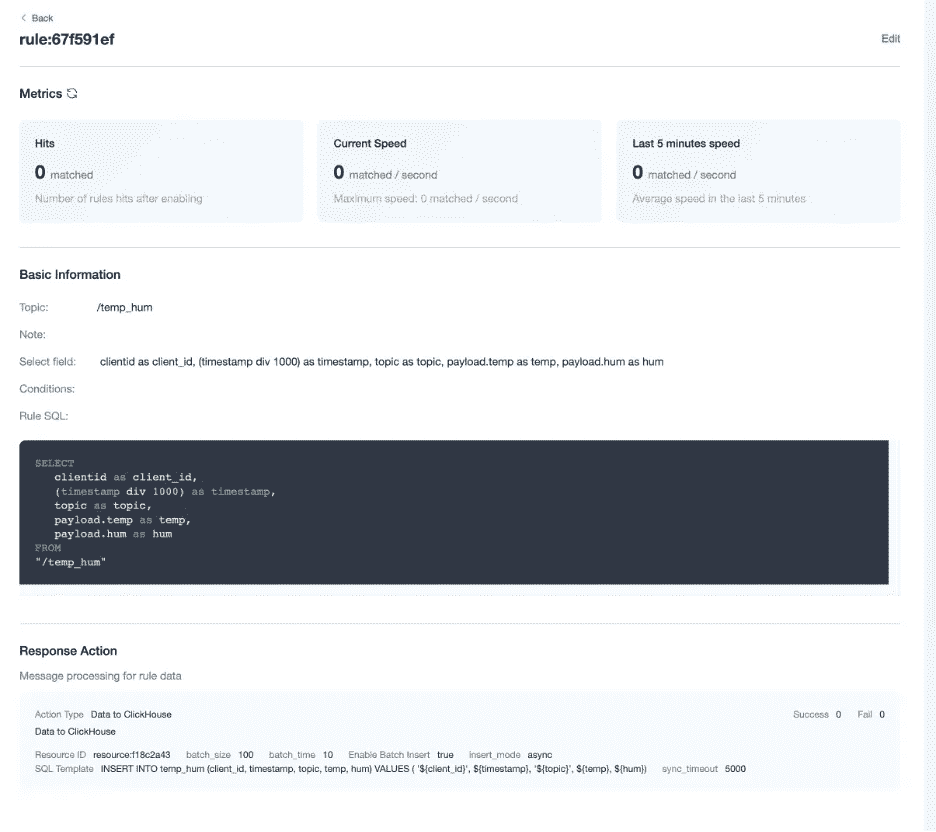 Back
rule:67f591ef
Edit
Metrics
Hits
0 matched
Number of rules hits after enabling
Current Speed
0 matched / second
Maximum speed: 0 matched / second
Last 5 minutes speed
0 matched / second
Average speed in the last 5 minutes
Basic Information
Topic: /temp_hum
Note:
Select field: clientid as client_id, (timestamp div 1000) as timestamp, topic as topic, payload.temp as temp, payload.hum as hum
Conditions:
Rule SQL:
SELECT
clientid as client_id,
(timestamp div 1000) as timestamp,
topic as topic,
payload.temp as temp,
payload.hum as hum
FROM
"/temp_hum"
Response Action
Message processing for rule data
Action Type Data to ClickHouse Success 0 Fail 0
Data to ClickHouse
Resource ID resource:f18c2a43 batch_size 100 batch_time 10 Enable Batch Insert true insert_mode async
SQL Template INSERT INTO temp_hum (client_id, timestamp, topic, temp, hum) VALUES ( '${client_id}', ${timestamp}, '${topic}', ${temp}, ${hum}) sync_timeout 5000